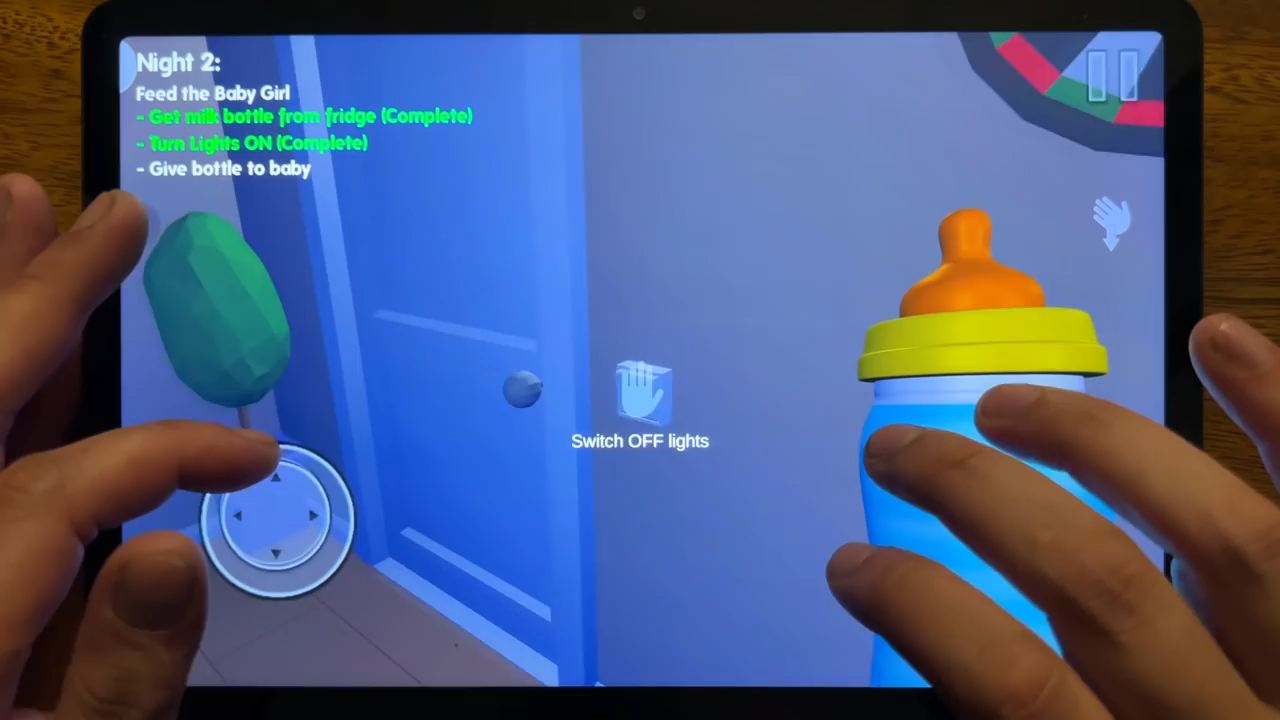 Night 2:
Feed the Baby Girl
- Get milk bottle from fridge (Complete)
- Turn Lights ON (Complete)
- Give bottle to baby
Switch OFF lights